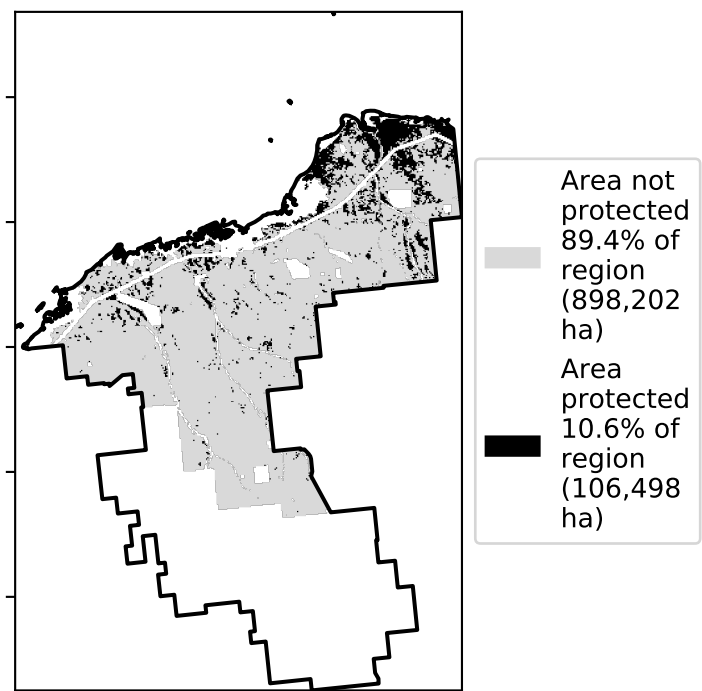 Area not
protected
89.4% of
region
(898,202
ha)
Area
protected
10.6% of
region
(106,498
ha)